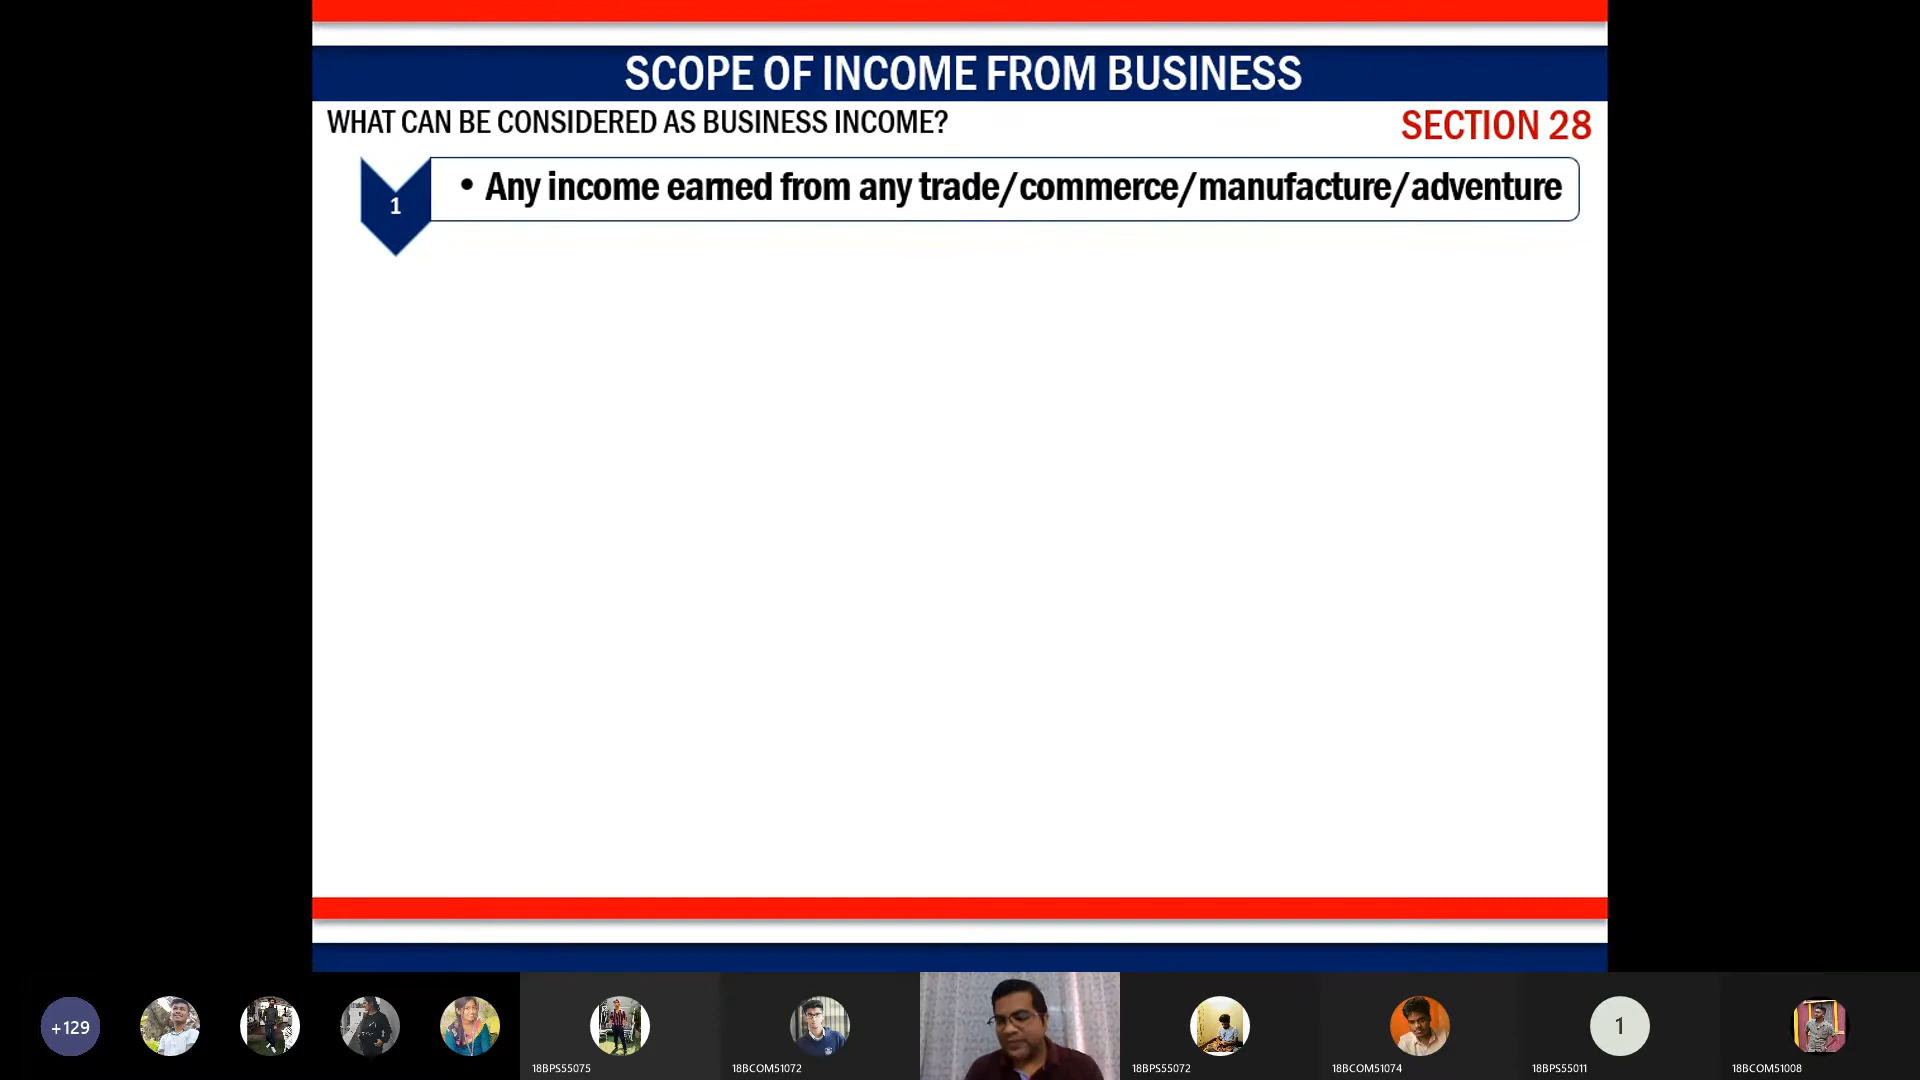 SCOPE OF INCOME FROM BUSINESS
WHAT CAN BE CONSIDERED AS BUSINESS INCOME?
SECTION 28
1
• Any income earned from any trade/commerce/manufacture/adventure
+129
18BPS55075
18BCOM51072
18BPS55072
18BCOM51074
1
18BPS55011
18BCOM51008